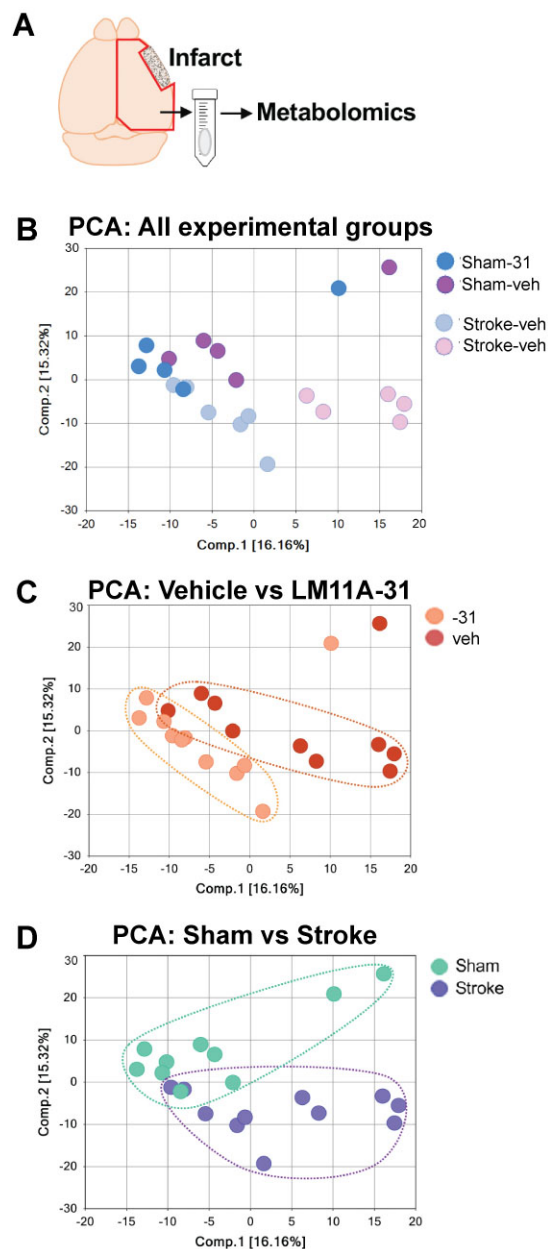 A
Infarct
Metabolomics
B
PCA: All experimental groups
30
20
10
0
-10
-20
-30
-20
-15
-10
-5
0
5
10
15
20
Comp.2 [15.32%]
Comp.1 [16.16%]
Sham-31
Sham-veh
Stroke-veh
Stroke-veh
C
PCA: Vehicle vs LM11A-31
30
20
10
0
-10
-20
-30
-20
-15
-10
-5
0
5
10
15
20
Comp.2 [15.32%]
Comp.1 [16.16%]
-31
veh
D
PCA: Sham vs Stroke
30
20
10
0
-10
-20
-30
-20
-15
-10
-5
0
5
10
15
20
Comp.2 [15.32%]
Comp.1 [16.16%]
Sham
Stroke